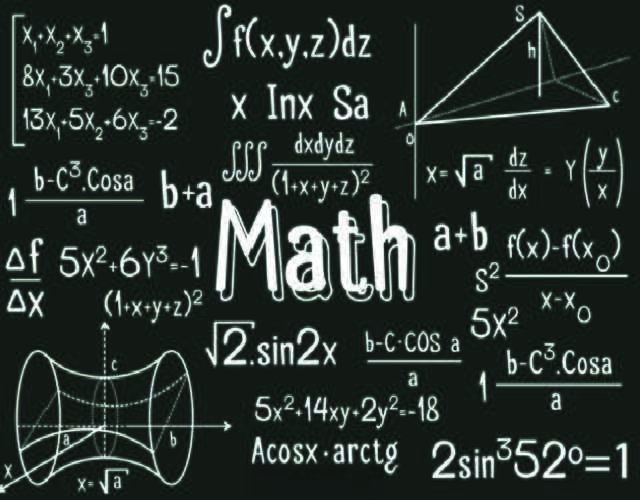 x₁+x₂+x₃=1
8x₁+3x₃+10x₃=15
13x₁+5x₂+6x₃=-2
∫f(x,y,z)dz
x Inx Sa
∫∫∫ dxdydz
(1+x+y+z)²
S
h
A
C
O
x=√a dz/dx = Y(y/x)
1 b-C³.Cosa
a
b+a
Math
a+b
f(x)-f(x₀)
S²
x-x₀
Δf
Δx
5X²+6Y³=-1
(1+x+y+z)²
5X²
√2.sin2x
b-C·COS a
a
1 b-C³.Cosa
a
c
a
b
x
x=√a
5x²+14xy+2y²=-18
Acosx·arctg
2sin³52º=1